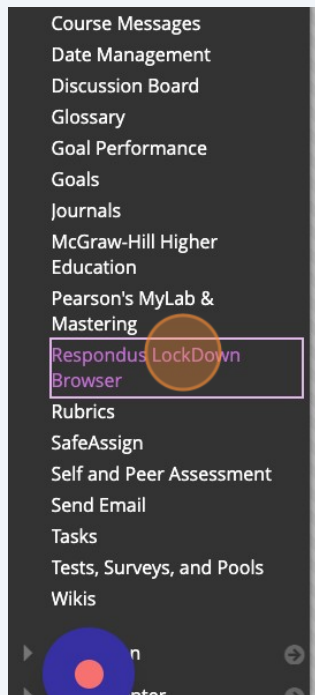 Course Messages
Date Management
Discussion Board
Glossary
Goal Performance
Goals
Journals
McGraw-Hill Higher
Education
Pearson's MyLab &
Mastering
Respondus LockDown
Browser
Rubrics
SafeAssign
Self and Peer Assessment
Send Email
Tasks
Tests, Surveys, and Pools
Wikis